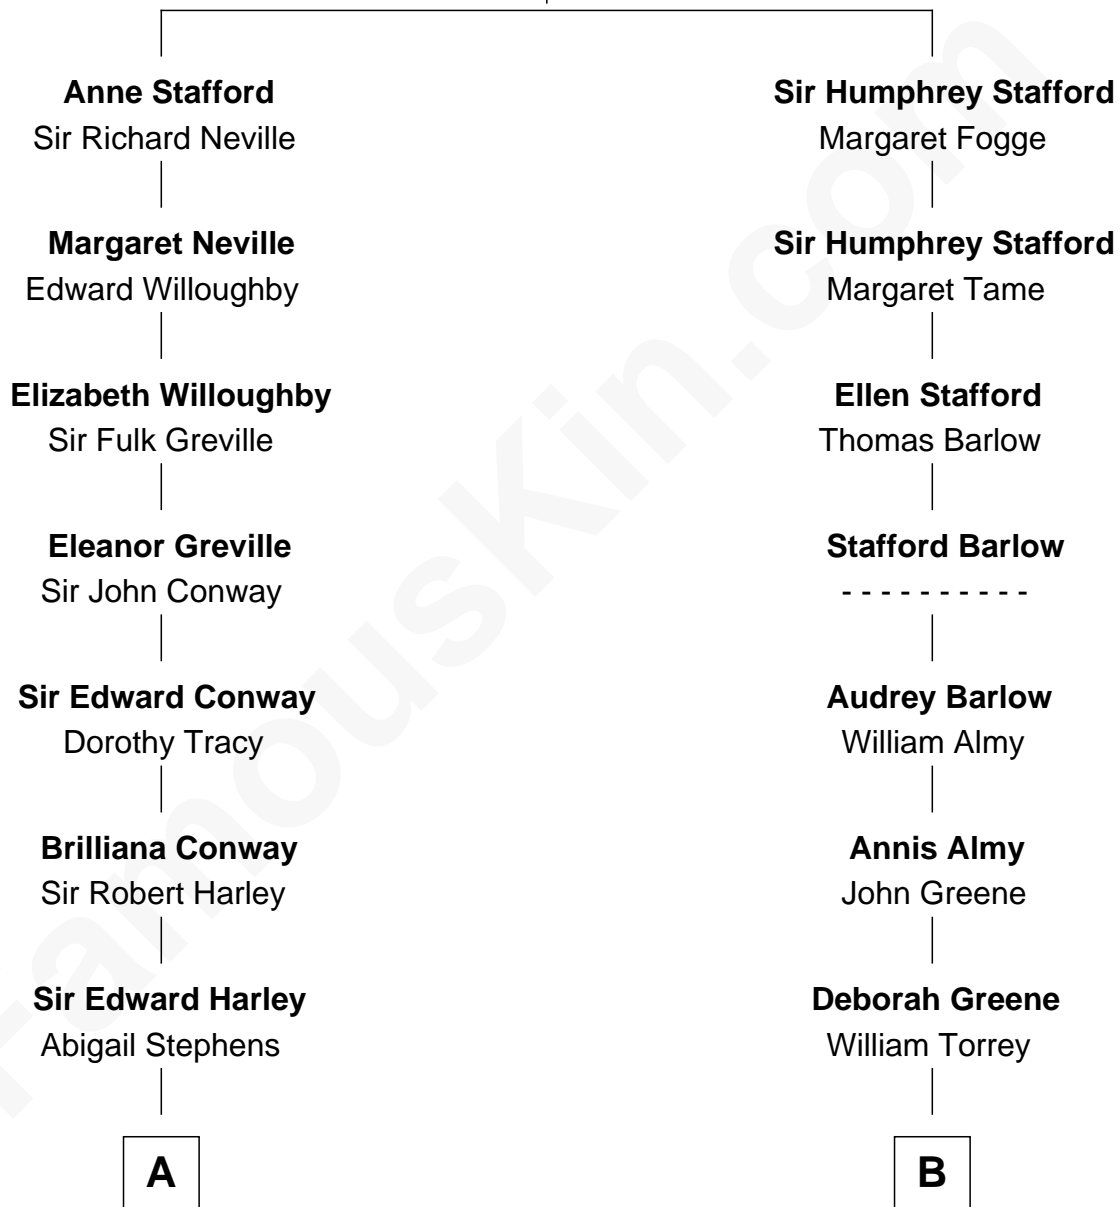 Anne Stafford
Sir Richard Neville
Margaret Neville
Edward Willoughby
Elizabeth Willoughby
Sir Fulk Greville
Eleanor Greville
Sir John Conway
Sir Edward Conway
Dorothy Tracy
Brilliana Conway
Sir Robert Harley
Sir Edward Harley
Abigail Stephens
A
Sir Humphrey Stafford
Margaret Fogge
Sir Humphrey Stafford
Margaret Tame
Ellen Stafford
Thomas Barlow
Stafford Barlow
- - - - - - - - - -
Audrey Barlow
William Almy
Annis Almy
John Greene
Deborah Greene
William Torrey
B
FamousKin.com